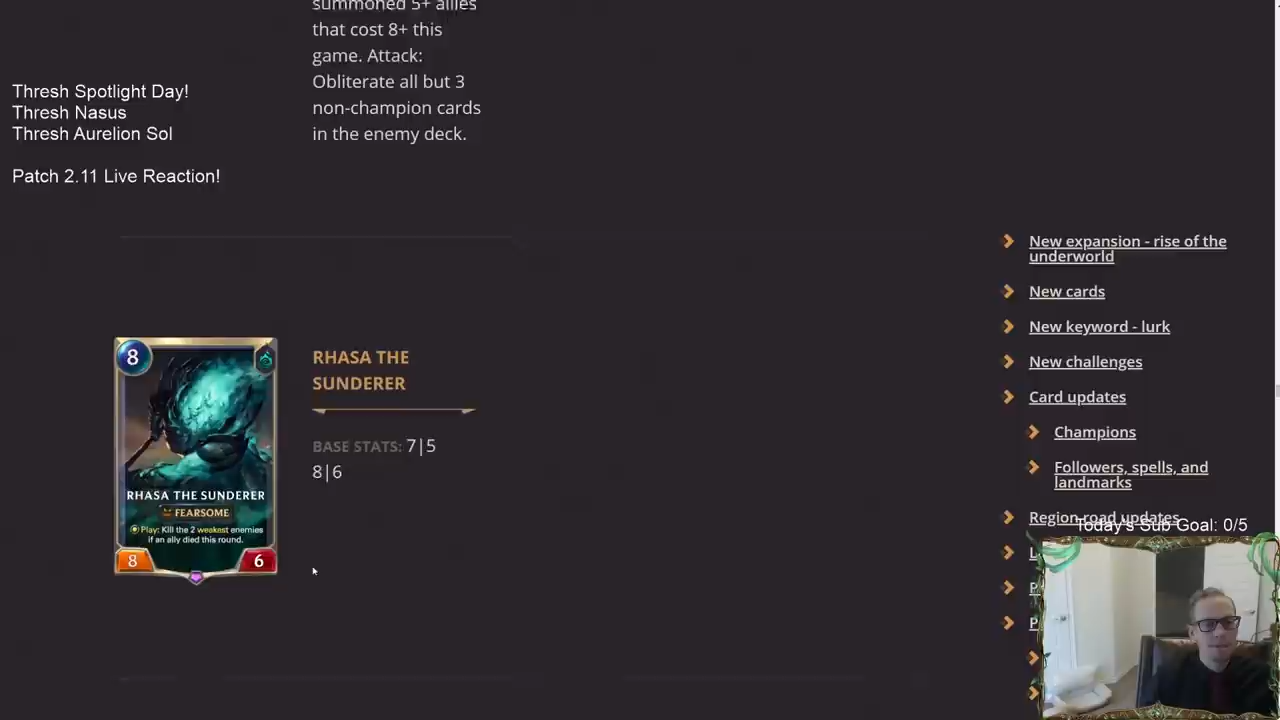 summoned 5+ allies
that cost 8+ this
game. Attack:
Obliterate all but 3
non-champion cards
in the enemy deck.
Thresh Spotlight Day!
Thresh Nasus
Thresh Aurelion Sol
Patch 2.11 Live Reaction!
8
RHASA THE SUNDERER
FEARSOME
Play: Kill the 2 weakest enemies
if an ally died this round.
8
6
RHASA THE
SUNDERER
BASE STATS: 7|5
8|6
New expansion - rise of the
underworld
New cards
New keyword - lurk
New challenges
Card updates
Champions
Followers, spells, and
landmarks
Region road updates
Today's Sub Goal: 0/5